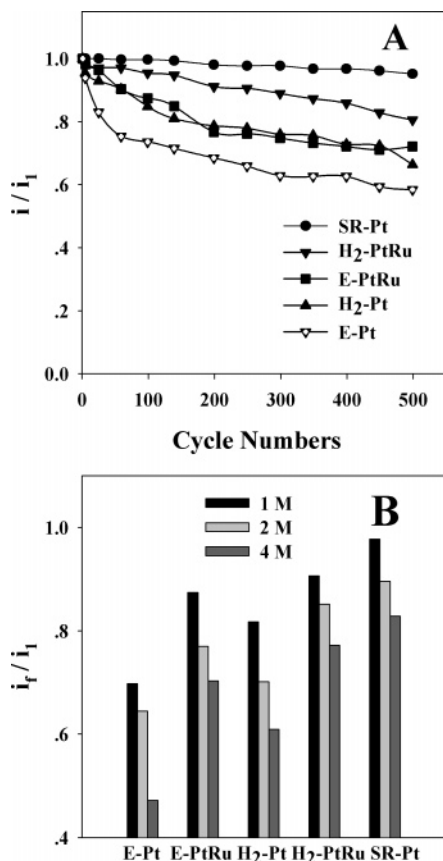 A
1.0
.8
.6
.4
.2
0.0
i / i₁
SR-Pt
H₂-PtRu
E-PtRu
H₂-Pt
E-Pt
0 100 200 300 400 500
Cycle Numbers
B
1 M
2 M
4 M
1.0
.8
.6
.4
i_f / i₁
E-Pt E-PtRu H₂-Pt H₂-PtRu SR-Pt